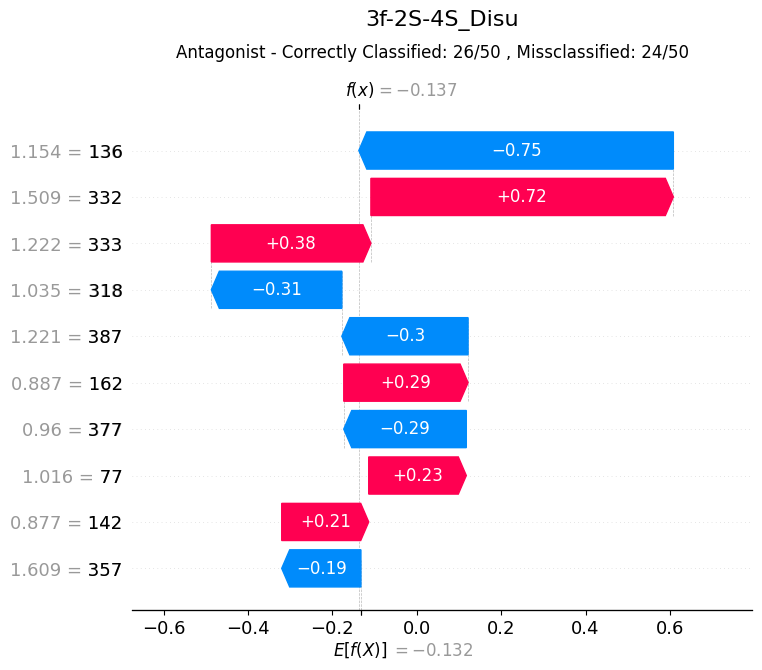 3f-2S-4S_Disu
Antagonist - Correctly Classified: 26/50 , Missclassified: 24/50
f(x) = −0.137
1.154 = 136 −0.75
1.509 = 332 +0.72
1.222 = 333 +0.38
1.035 = 318 −0.31
1.221 = 387 −0.3
0.887 = 162 +0.29
0.96 = 377 −0.29
1.016 = 77 +0.23
0.877 = 142 +0.21
1.609 = 357 −0.19
−0.6 −0.4 −0.2 0.0 0.2 0.4 0.6
E[f(X)] = −0.132